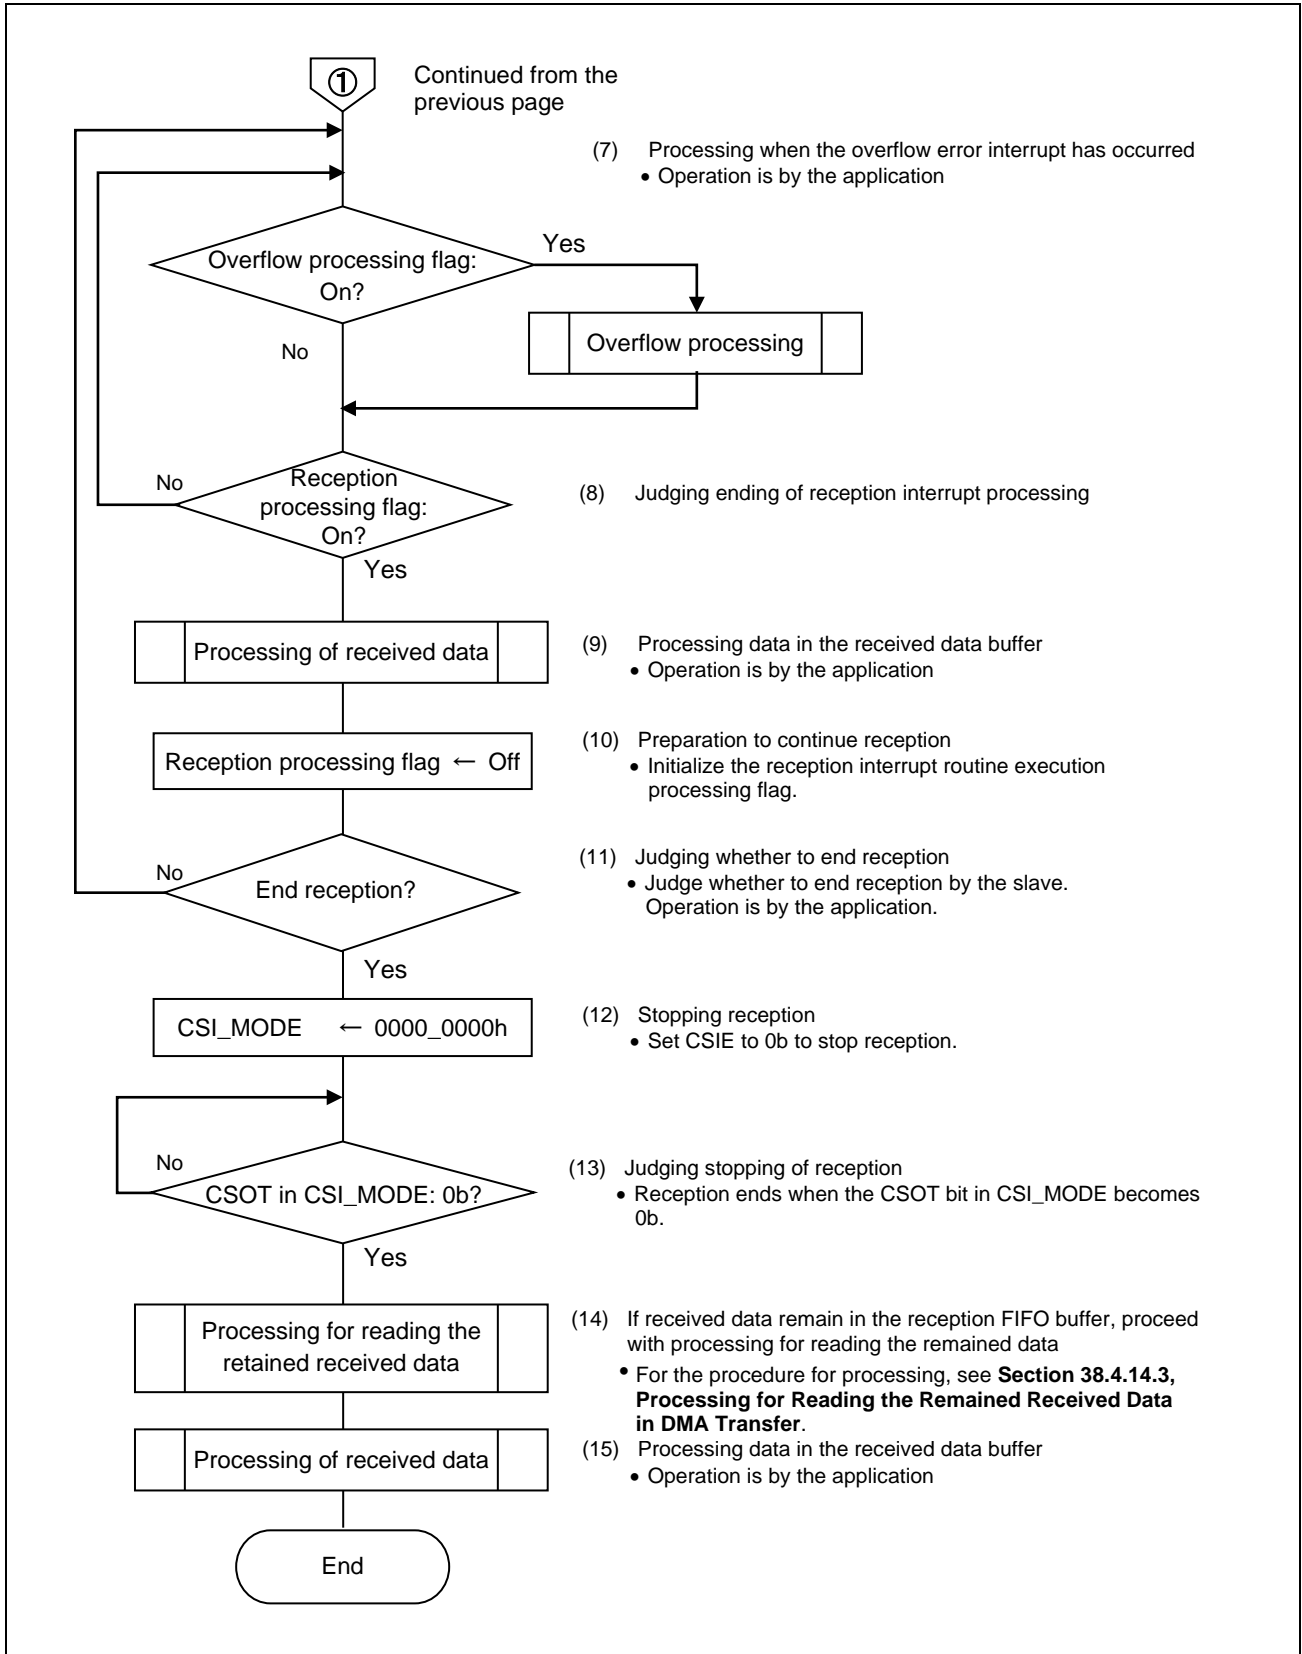 ①
Continued from the
previous page
(7) Processing when the overflow error interrupt has occurred
• Operation is by the application
Overflow processing flag:
On?
Yes
No
Overflow processing
Reception
processing flag:
On?
No
Yes
(8) Judging ending of reception interrupt processing
Processing of received data
(9) Processing data in the received data buffer
• Operation is by the application
Reception processing flag ← Off
(10) Preparation to continue reception
• Initialize the reception interrupt routine execution
processing flag.
End reception?
No
Yes
(11) Judging whether to end reception
• Judge whether to end reception by the slave.
Operation is by the application.
CSI_MODE ← 0000_0000h
(12) Stopping reception
• Set CSIE to 0b to stop reception.
CSOT in CSI_MODE: 0b?
No
Yes
(13) Judging stopping of reception
• Reception ends when the CSOT bit in CSI_MODE becomes
0b.
Processing for reading the
retained received data
(14) If received data remain in the reception FIFO buffer, proceed
with processing for reading the remained data
• For the procedure for processing, see Section 38.4.14.3,
Processing for Reading the Remained Received Data
in DMA Transfer.
Processing of received data
(15) Processing data in the received data buffer
• Operation is by the application
End